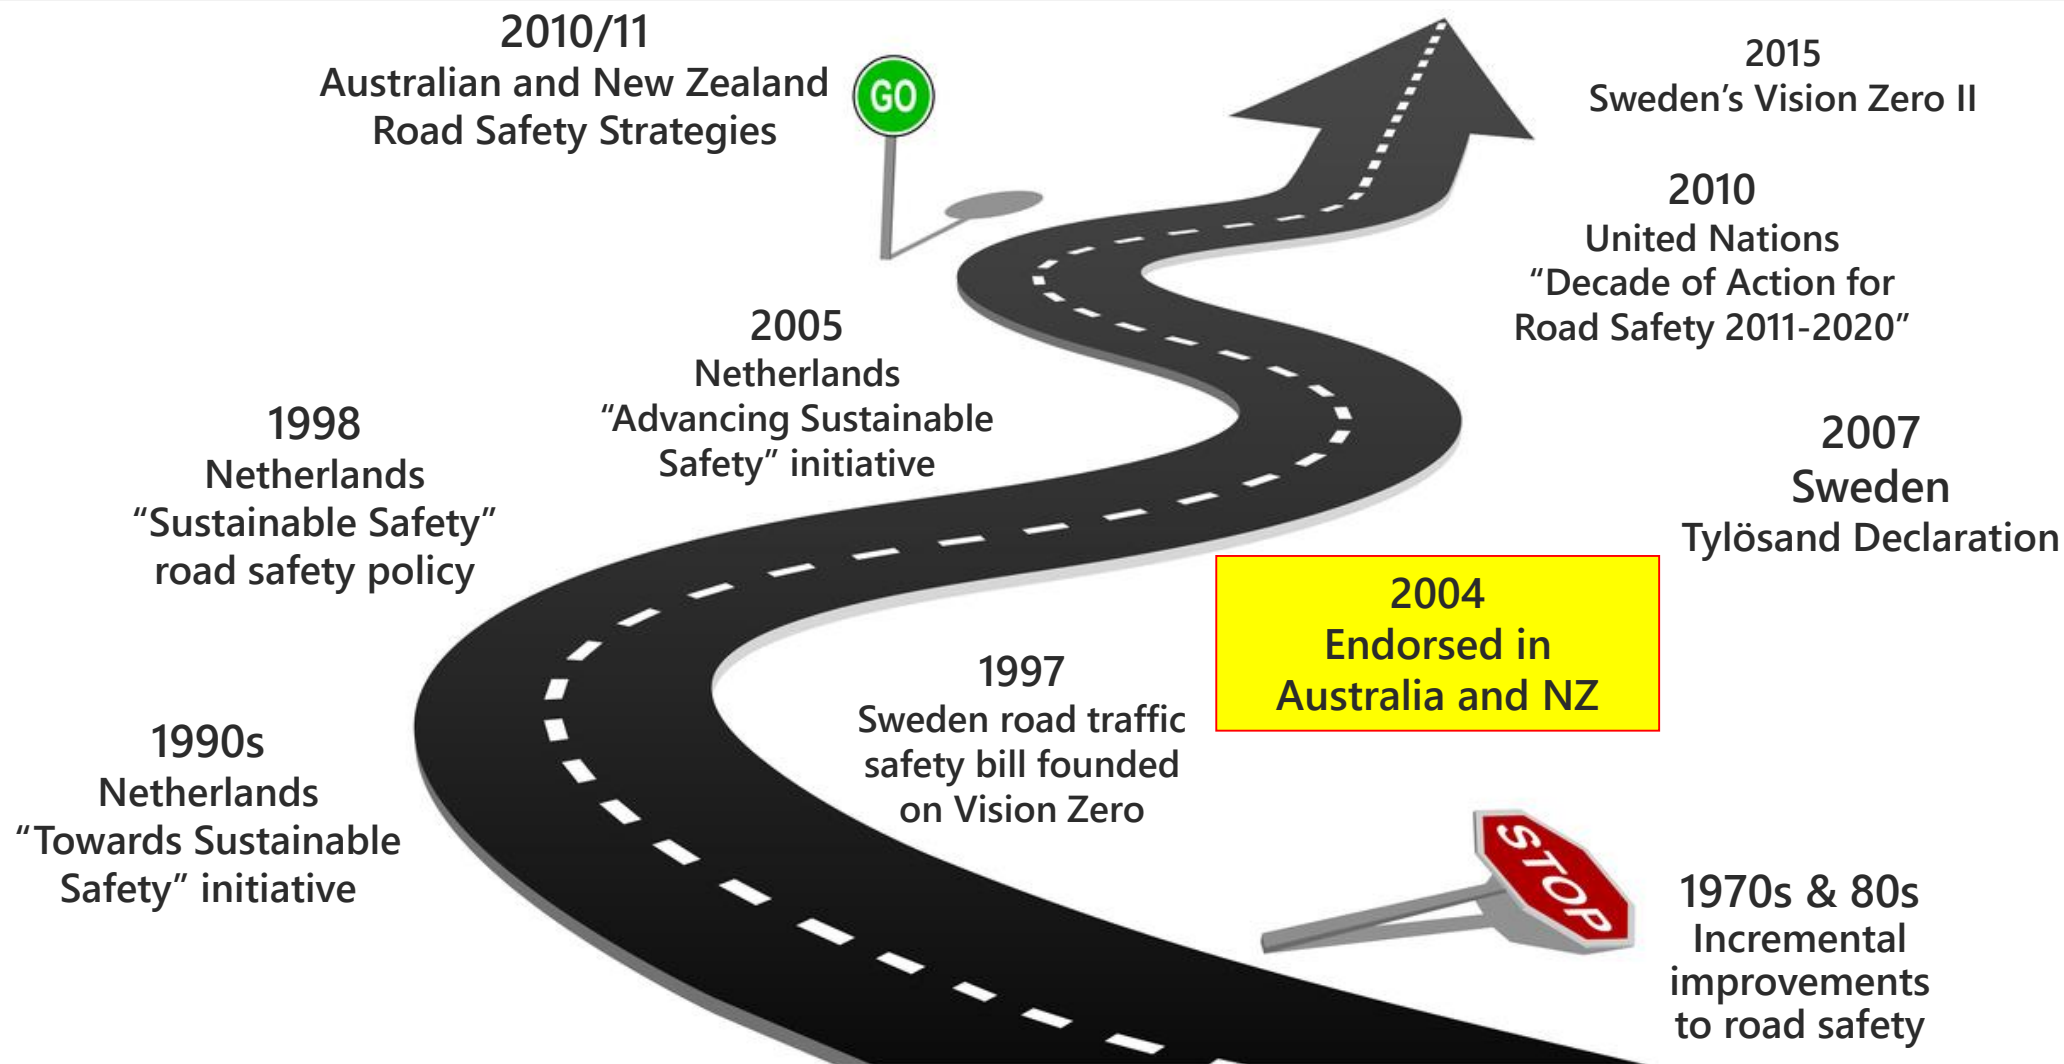 2010/11
Australian and New Zealand
Road Safety Strategies
GO
2015
Sweden’s Vision Zero II
2010
United Nations
“Decade of Action for
Road Safety 2011-2020”
2005
Netherlands
“Advancing Sustainable
Safety” initiative
1998
Netherlands
“Sustainable Safety”
road safety policy
2007
Sweden
Tylösand Declaration
2004
Endorsed in
Australia and NZ
1997
Sweden road traffic
safety bill founded
on Vision Zero
1990s
Netherlands
“Towards Sustainable
Safety” initiative
STOP
1970s & 80s
Incremental
improvements
to road safety